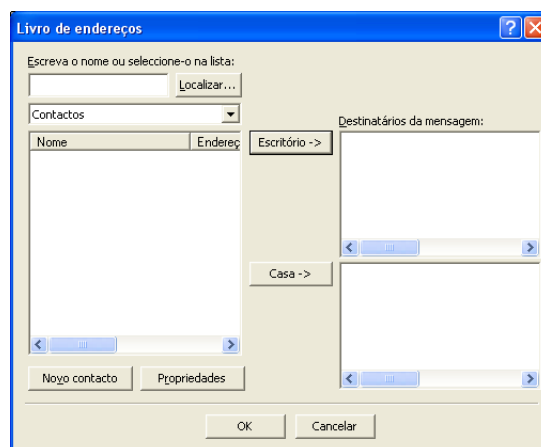 Livro de endereços
Escreva o nome ou seleccione-o na lista:
Localizar...
Contactos
Nome Endereç
Escritório ->
Destinatários da mensagem:
Casa ->
Novo contacto Propriedades
OK Cancelar